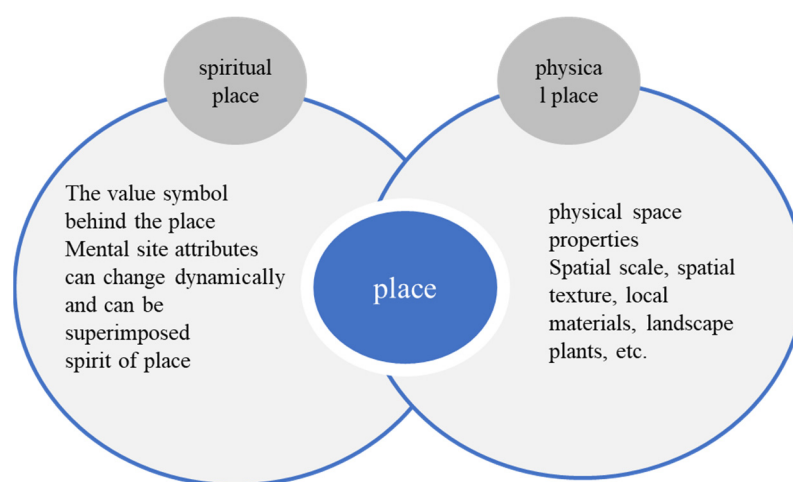 spiritual
place
physica
l place
The value symbol
behind the place
Mental site attributes
can change dynamically
and can be
superimposed
spirit of place
place
physical space
properties
Spatial scale, spatial
texture, local
materials, landscape
plants, etc.